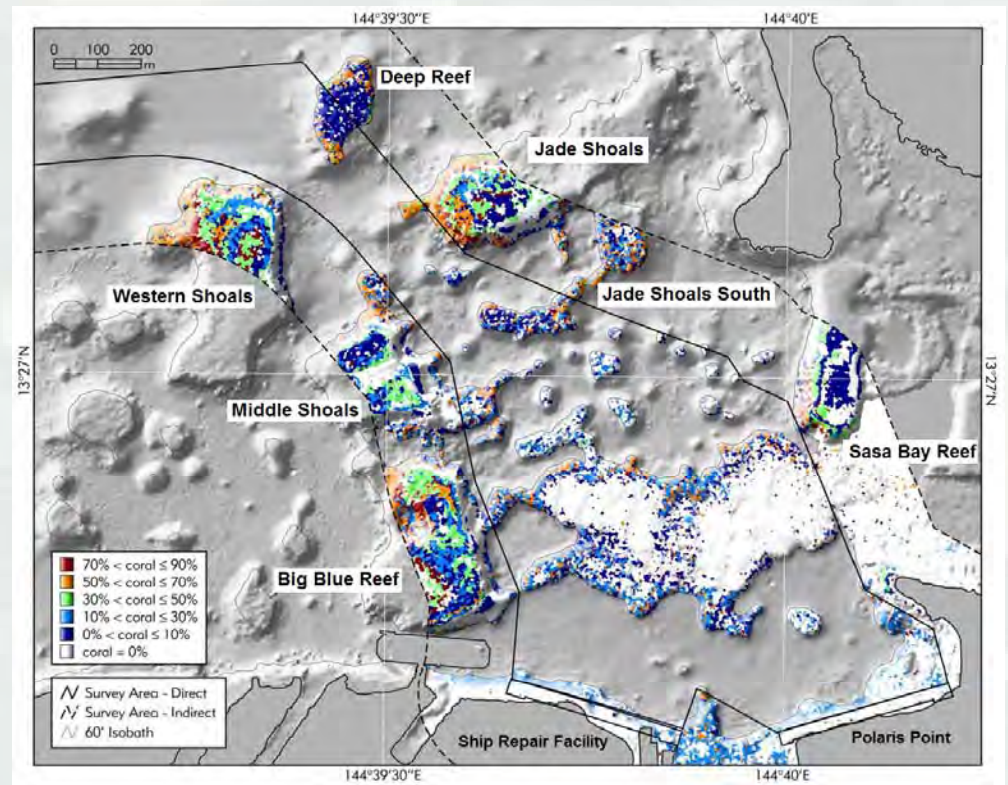 144°39'30"E
144°40'E
0 100 200
m
Deep Reef
Jade Shoals
Western Shoals
Jade Shoals South
13°27'N
13°27'N
Middle Shoals
Sasa Bay Reef
Big Blue Reef
70% < coral ≤ 90%
50% < coral ≤ 70%
30% < coral ≤ 50%
10% < coral ≤ 30%
0% < coral ≤ 10%
coral = 0%
Survey Area - Direct
Survey Area - Indirect
60' Isobath
Ship Repair Facility
Polaris Point
144°39'30"E
144°40'E